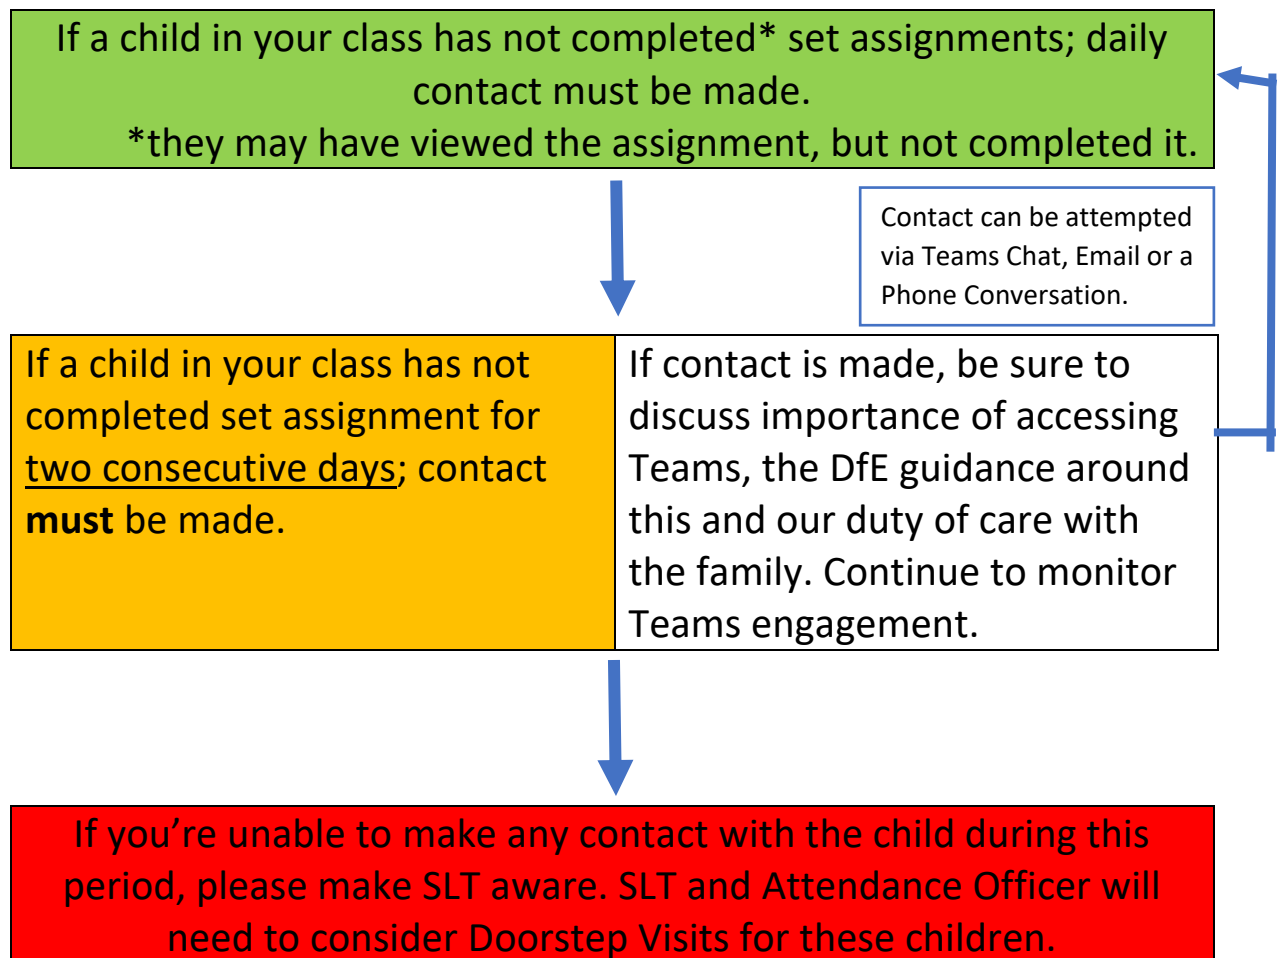 If a child in your class has not completed* set assignments; daily
contact must be made.
*they may have viewed the assignment, but not completed it.
Contact can be attempted
via Teams Chat, Email or a
Phone Conversation.
If a child in your class has not
completed set assignment for
two consecutive days; contact
must be made.
If contact is made, be sure to
discuss importance of accessing
Teams, the DfE guidance around
this and our duty of care with
the family. Continue to monitor
Teams engagement.
If you’re unable to make any contact with the child during this
period, please make SLT aware. SLT and Attendance Officer will
need to consider Doorstep Visits for these children.